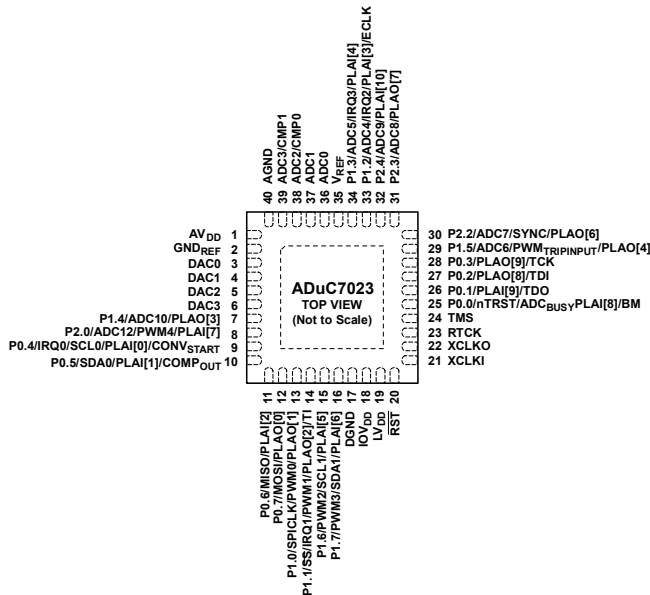 40 AGND
39 ADC3/CMP1
38 ADC2/CMP0
37 ADC1
36 ADC0
35 VREF
34 P1.3/ADC5/IRQ3/PLAI[4]
33 P1.2/ADC4/IRQ2/PLAI[3]/ECLK
32 P2.4/ADC9/PLAI[10]
31 P2.3/ADC8/PLAO[7]
AVDD 1
GNDREF 2
DAC0 3
DAC1 4
DAC2 5
DAC3 6
P1.4/ADC10/PLAO[3] 7
P2.0/ADC12/PWM4/PLAI[7] 8
P0.4/IRQ0/SCL0/PLAI[0]/CONVSTART 9
P0.5/SDA0/PLAI[1]/COMPOUT 10
ADuC7023
TOP VIEW
(Not to Scale)
30 P2.2/ADC7/SYNC/PLAO[6]
29 P1.5/ADC6/PWMTRIPINPUT/PLAO[4]
28 P0.3/PLAO[9]/TCK
27 P0.2/PLAO[8]/TDI
26 P0.1/PLAI[9]/TDO
25 P0.0/nTRST/ADCBUSYPLAI[8]/BM
24 TMS
23 RTCK
22 XCLKO
21 XCLKI
P0.6/MISO/PLAI[2] 11
P0.7/MOSI/PLAO[0] 12
P1.0/SPICLK/PWM0/PLAO[1] 13
P1.1/SS/IRQ1/PWM1/PLAO[2]/TI 14
P1.6/PWM2/SCL1/PLAI[5] 15
P1.7/PWM3/SDA1/PLAI[6] 16
DGND 17
IOVDD 18
LVDD 19
RST 20